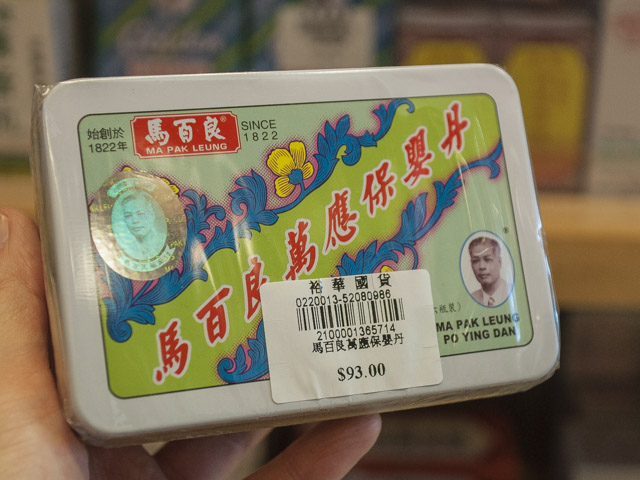 始創於
1822年
馬百良®
MA PAK LEUNG
SINCE
1822
馬百良萬應保嬰丹
裕華國貨
0220013-52080986
2100001365714
馬百良萬應保嬰丹
$93.00
瓶裝)
MA PAK LEUNG
PO YING DAN